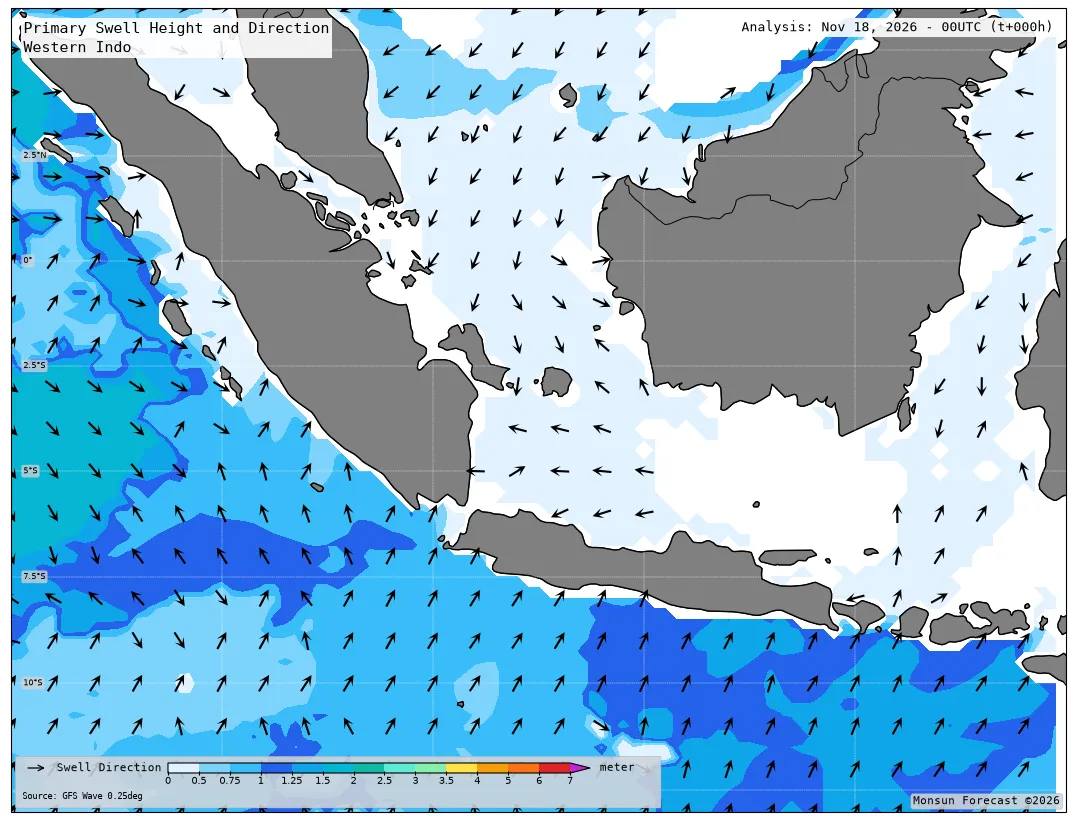 Primary Swell Height and Direction
Western Indo
Analysis: Nov 18, 2026 - 00UTC (t+000h)
2.5°N
0°
2.5°S
5°S
7.5°S
10°S
Swell Direction
meter
0 0.5 0.75 1 1.25 1.5 2 2.5 3 3.5 4 5 6 7
Source: GFS Wave 0.25deg
Monsun Forecast ©2026